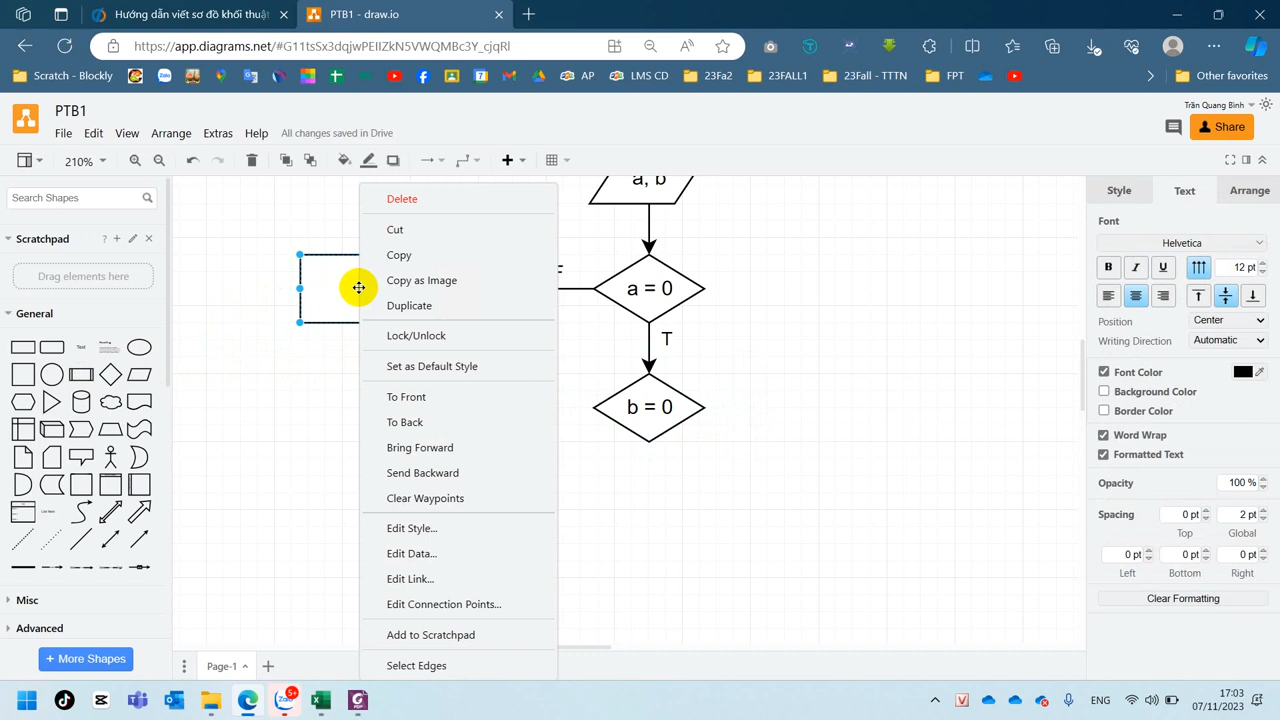 Hướng dẫn viết sơ đồ khối thuật
PTB1 - draw.io
https://app.diagrams.net/#G11tsSx3dqjwPEIIZkN5VWQMBc3Y_cjqRl
Scratch - Blockly
AP
LMS CD
23Fa2
23FALL1
23Fall - TTTN
FPT
Other favorites
PTB1
Trần Quang Bình
File Edit View Arrange Extras Help All changes saved in Drive
Share
210%
Search Shapes
Scratchpad
Drag elements here
General
Text
Misc
Advanced
+ More Shapes
Delete
Cut
Copy
Copy as Image
Duplicate
Lock/Unlock
Set as Default Style
To Front
To Back
Bring Forward
Send Backward
Clear Waypoints
Edit Style...
Edit Data...
Edit Link...
Edit Connection Points...
Add to Scratchpad
Select Edges
a, b
F
a = 0
T
b = 0
Style Text Arrange
Font
Helvetica
B I U 12 pt
Position Center
Writing Direction Automatic
Font Color
Background Color
Border Color
Word Wrap
Formatted Text
Opacity 100 %
Spacing 0 pt 2 pt
Top Global
0 pt 0 pt 0 pt
Left Bottom Right
Clear Formatting
Page-1
5+
ENG
17:03
07/11/2023